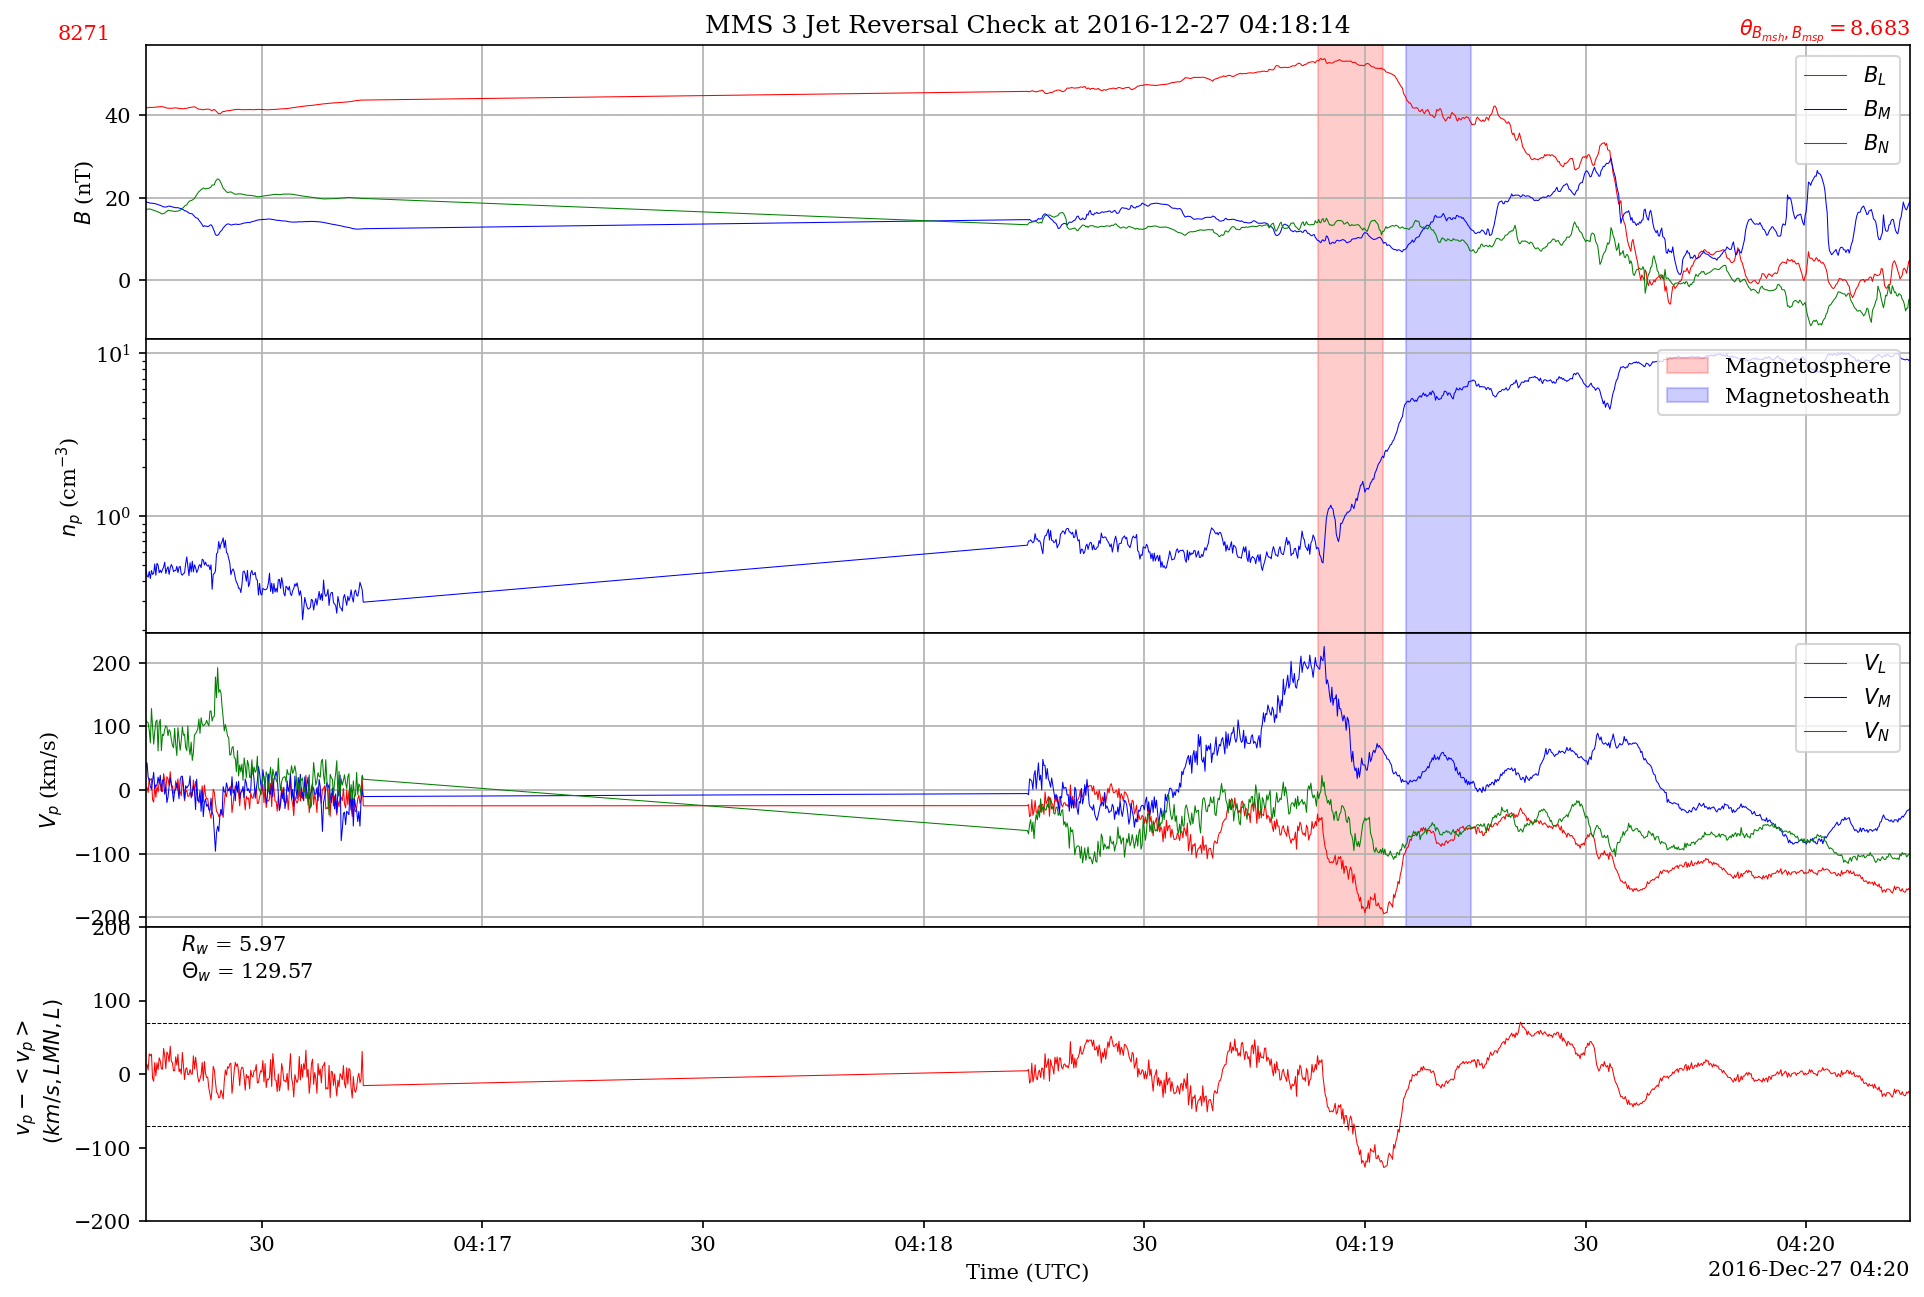 8271
MMS 3 Jet Reversal Check at 2016-12-27 04:18:14
θ_{B_{msh}, B_{msp}} = 8.683
B (nT)
40
20
0
B_L
B_M
B_N
n_p (cm⁻³)
10¹
10⁰
Magnetosphere
Magnetosheath
V_p (km/s)
200
100
0
−100
−200
V_L
V_M
V_N
v_p − <v_p>
(km/s, LMN, L)
200
100
0
−100
−200
R_w = 5.97
Θ_w = 129.57
30
04:17
30
04:18
30
04:19
30
04:20
Time (UTC)
2016-Dec-27 04:20